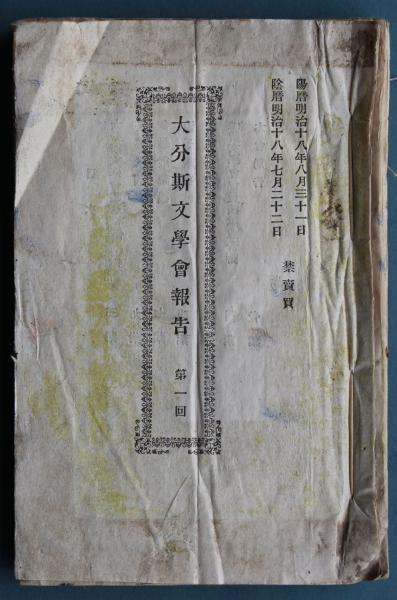 陽曆明治十八年八月三十一日
陰曆明治十八年七月二十二日
禁賣買
大分斯文學會報告 第一回